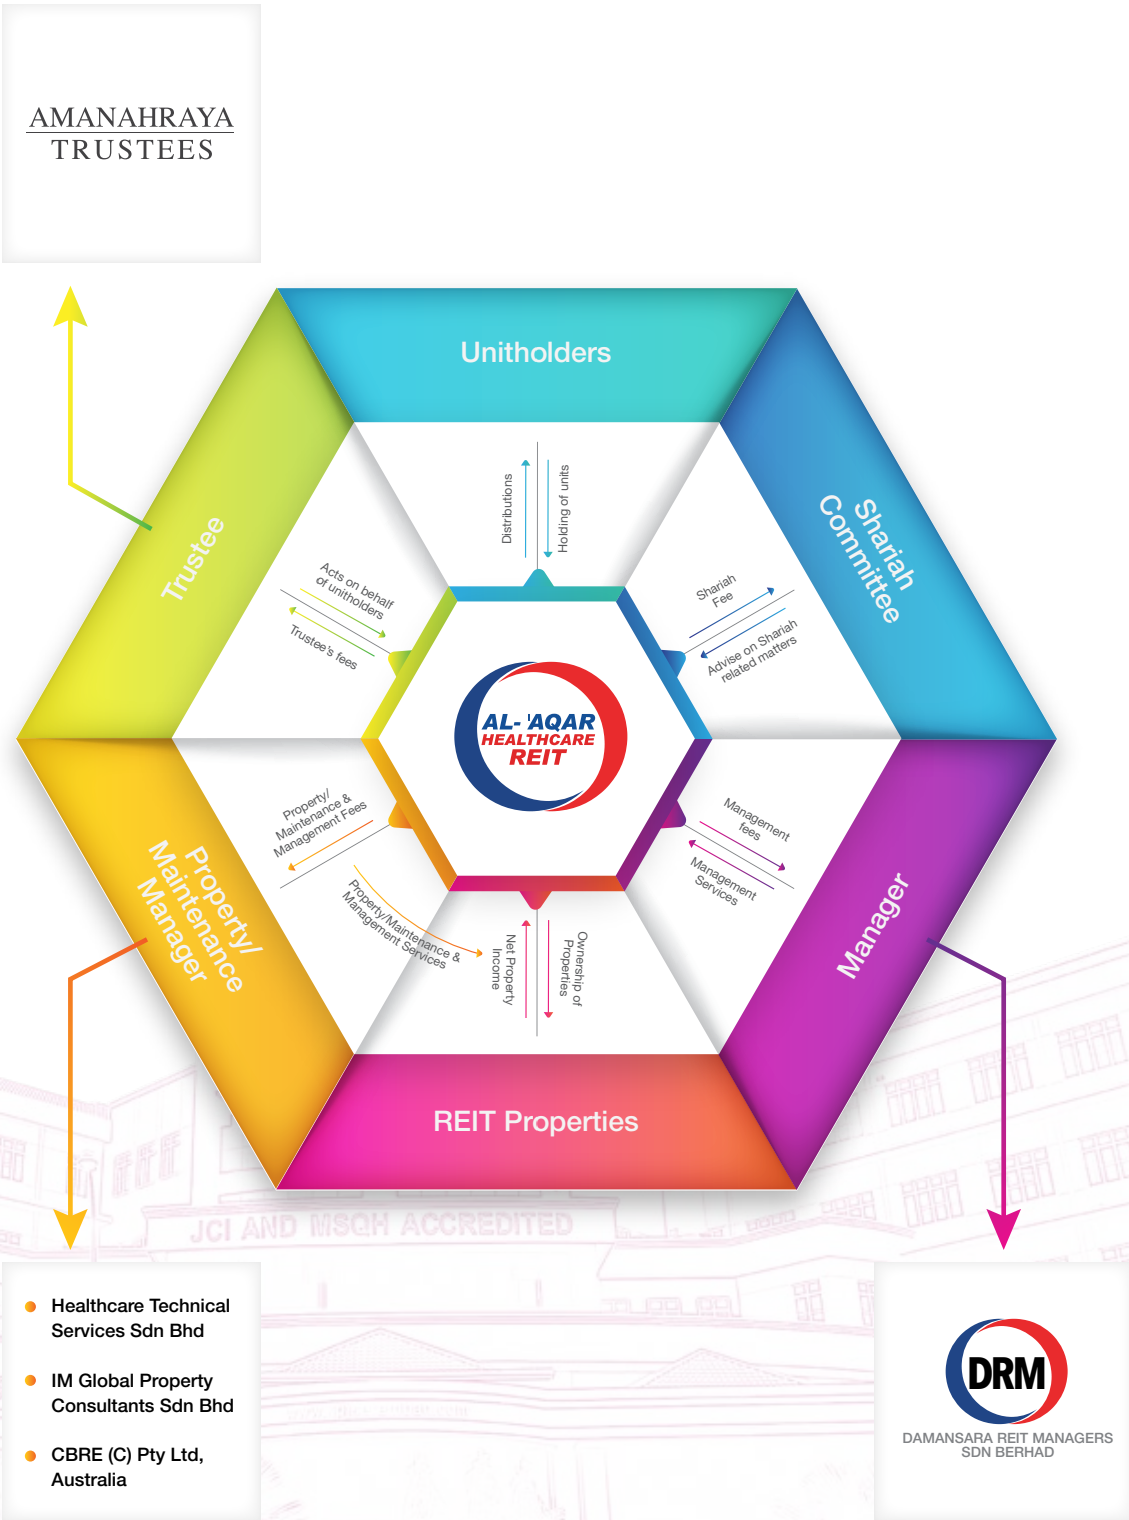 AMANAHRAYA
TRUSTEES
Unitholders
Distributions
Holding of units
Shariah
Committee
Shariah
Fee
Advise on Shariah
related matters
Trustee
Acts on behalf
of unitholders
Trustee's fees
AL-'AQAR
HEALTHCARE
REIT
Property/
Maintenance &
Management Fees
Property/Maintenance &
Management Services
Property/
Maintenance
Manager
Management
fees
Management
Services
Manager
Net Property
Income
Ownership of
Properties
REIT Properties
JCI AND MSQH ACCREDITED
Healthcare Technical
Services Sdn Bhd
IM Global Property
Consultants Sdn Bhd
CBRE (C) Pty Ltd,
Australia
DRM
DAMANSARA REIT MANAGERS
SDN BERHAD